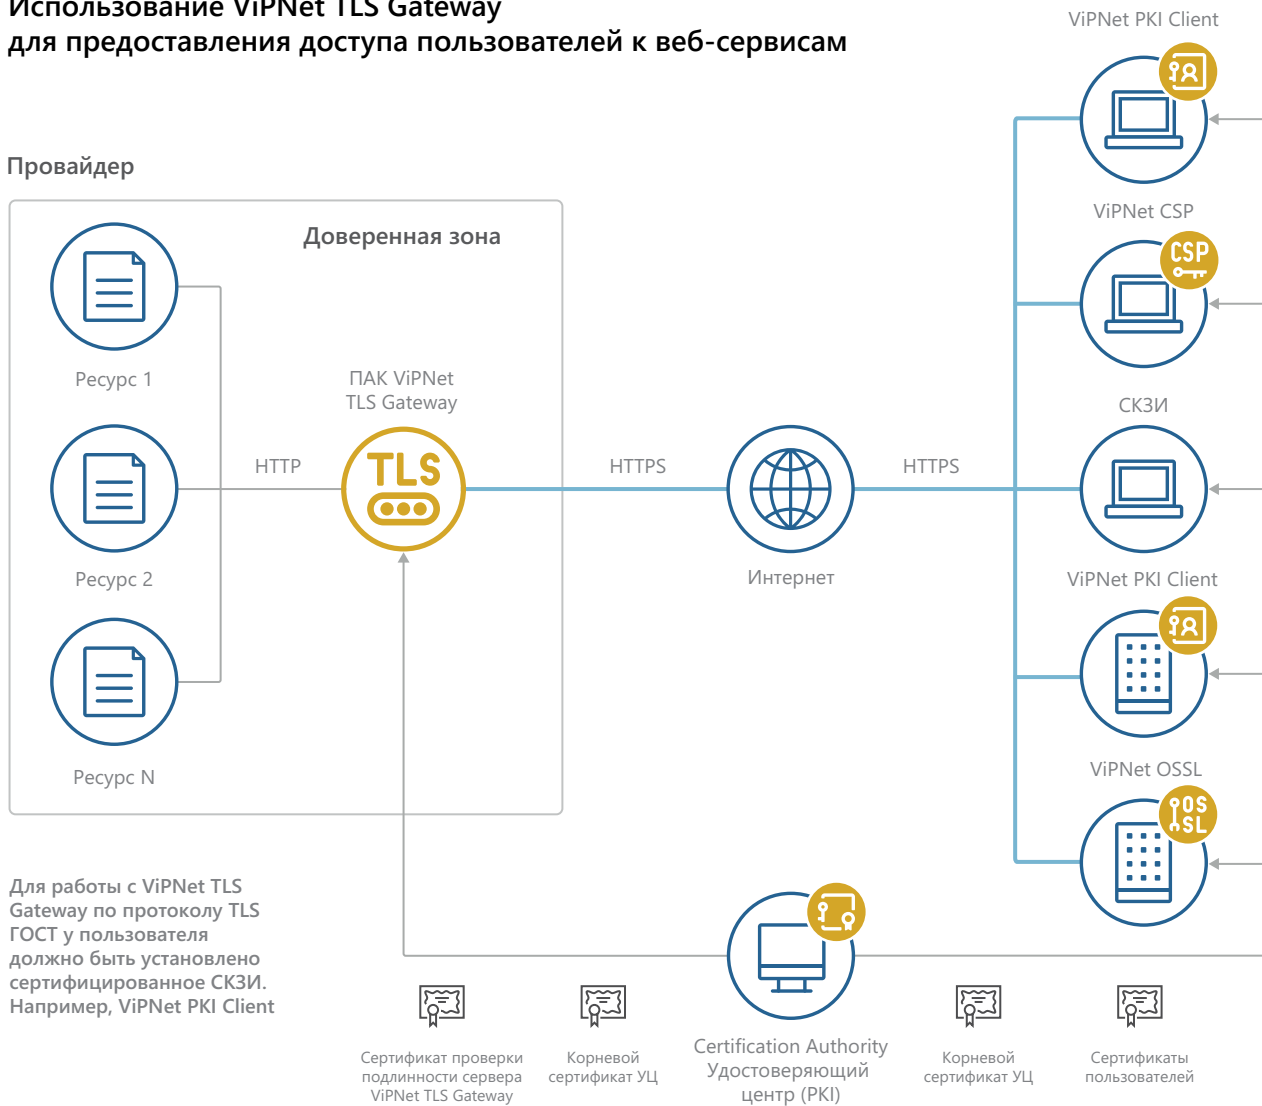 Использование ViPNet TLS Gateway
для предоставления доступа пользователей к веб-сервисам
Провайдер
Доверенная зона
Ресурс 1
Ресурс 2
Ресурс N
HTTP
ПАК ViPNet
TLS Gateway
TLS
HTTPS
Интернет
HTTPS
ViPNet PKI Client
ViPNet CSP
CSP
СКЗИ
ViPNet PKI Client
ViPNet OSSL
OS
SL
Для работы с ViPNet TLS
Gateway по протоколу TLS
ГОСТ у пользователя
должно быть установлено
сертифицированное СКЗИ.
Например, ViPNet PKI Client
Сертификат проверки
подлинности сервера
ViPNet TLS Gateway
Корневой
сертификат УЦ
Certification Authority
Удостоверяющий
центр (PKI)
Корневой
сертификат УЦ
Сертификаты
пользователей